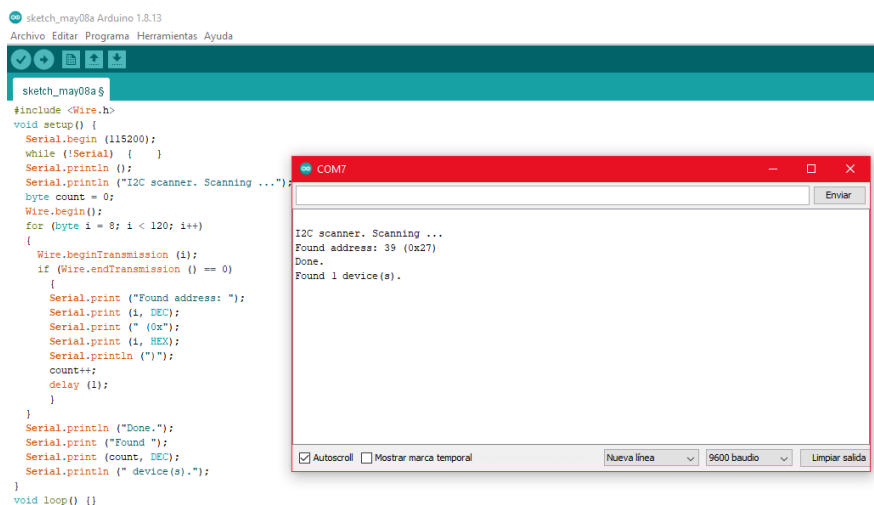 sketch_may08a Arduino 1.8.13
Archivo Editar Programa Herramientas Ayuda
sketch_may08a §
#include <Wire.h>
void setup() {
Serial.begin (115200);
while (!Serial) { }
Serial.println ();
Serial.println ("I2C scanner. Scanning ...");
byte count = 0;
Wire.begin();
for (byte i = 8; i < 120; i++)
{
Wire.beginTransmission (i);
if (Wire.endTransmission () == 0)
{
Serial.print ("Found address: ");
Serial.print (i, DEC);
Serial.print (" (0x");
Serial.print (i, HEX);
Serial.println (")");
count++;
delay (1);
}
}
Serial.println ("Done.");
Serial.print ("Found ");
Serial.print (count, DEC);
Serial.println (" device(s).");
}
void loop() {}
COM7
Enviar
I2C scanner. Scanning ...
Found address: 39 (0x27)
Done.
Found 1 device(s).
Autoscroll Mostrar marca temporal Nueva línea 9600 baudio Limpiar salida